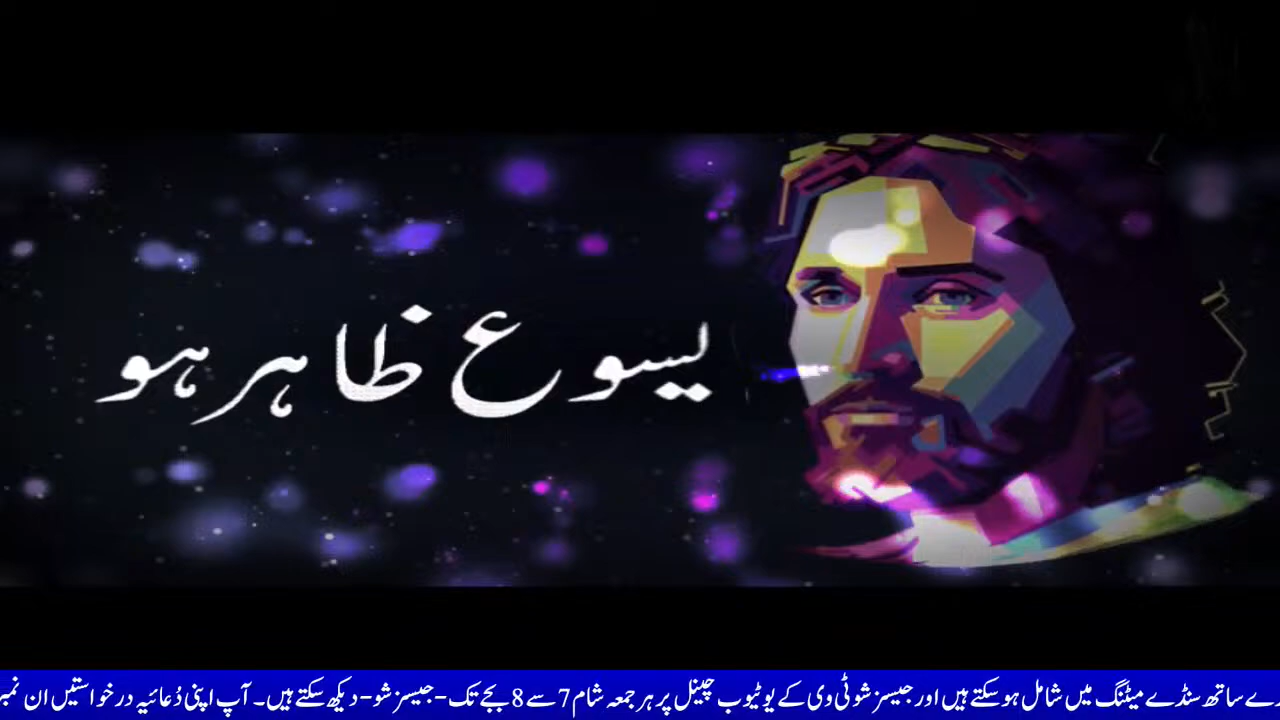 یسوع ظاہر ہو
ے ساتھ سنڈے میٹنگ میں شامل ہو سکتے ہیں اور جیسز شو ٹی وی کے یوٹیوب چینل پر ہر جمعہ شام 7 سے 8 بجے تک -جیسز شو- دیکھ سکتے ہیں۔ آپ اپنی دُعائیہ درخواستیں ان نمبر